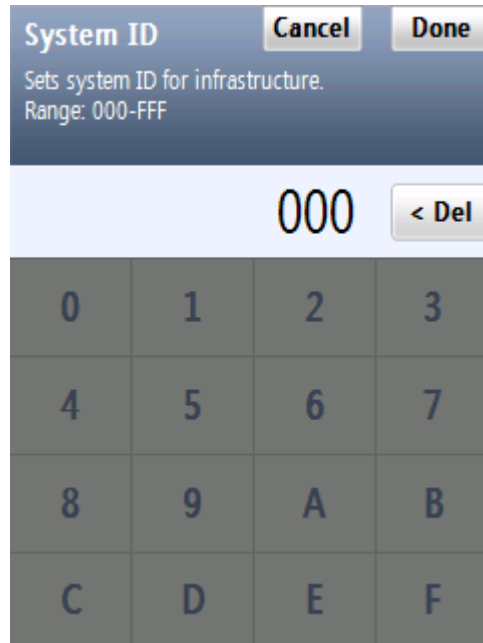 System ID Cancel Done
Sets system ID for infrastructure.
Range: 000-FFF
000 < Del
0 1 2 3
4 5 6 7
8 9 A B
C D E F